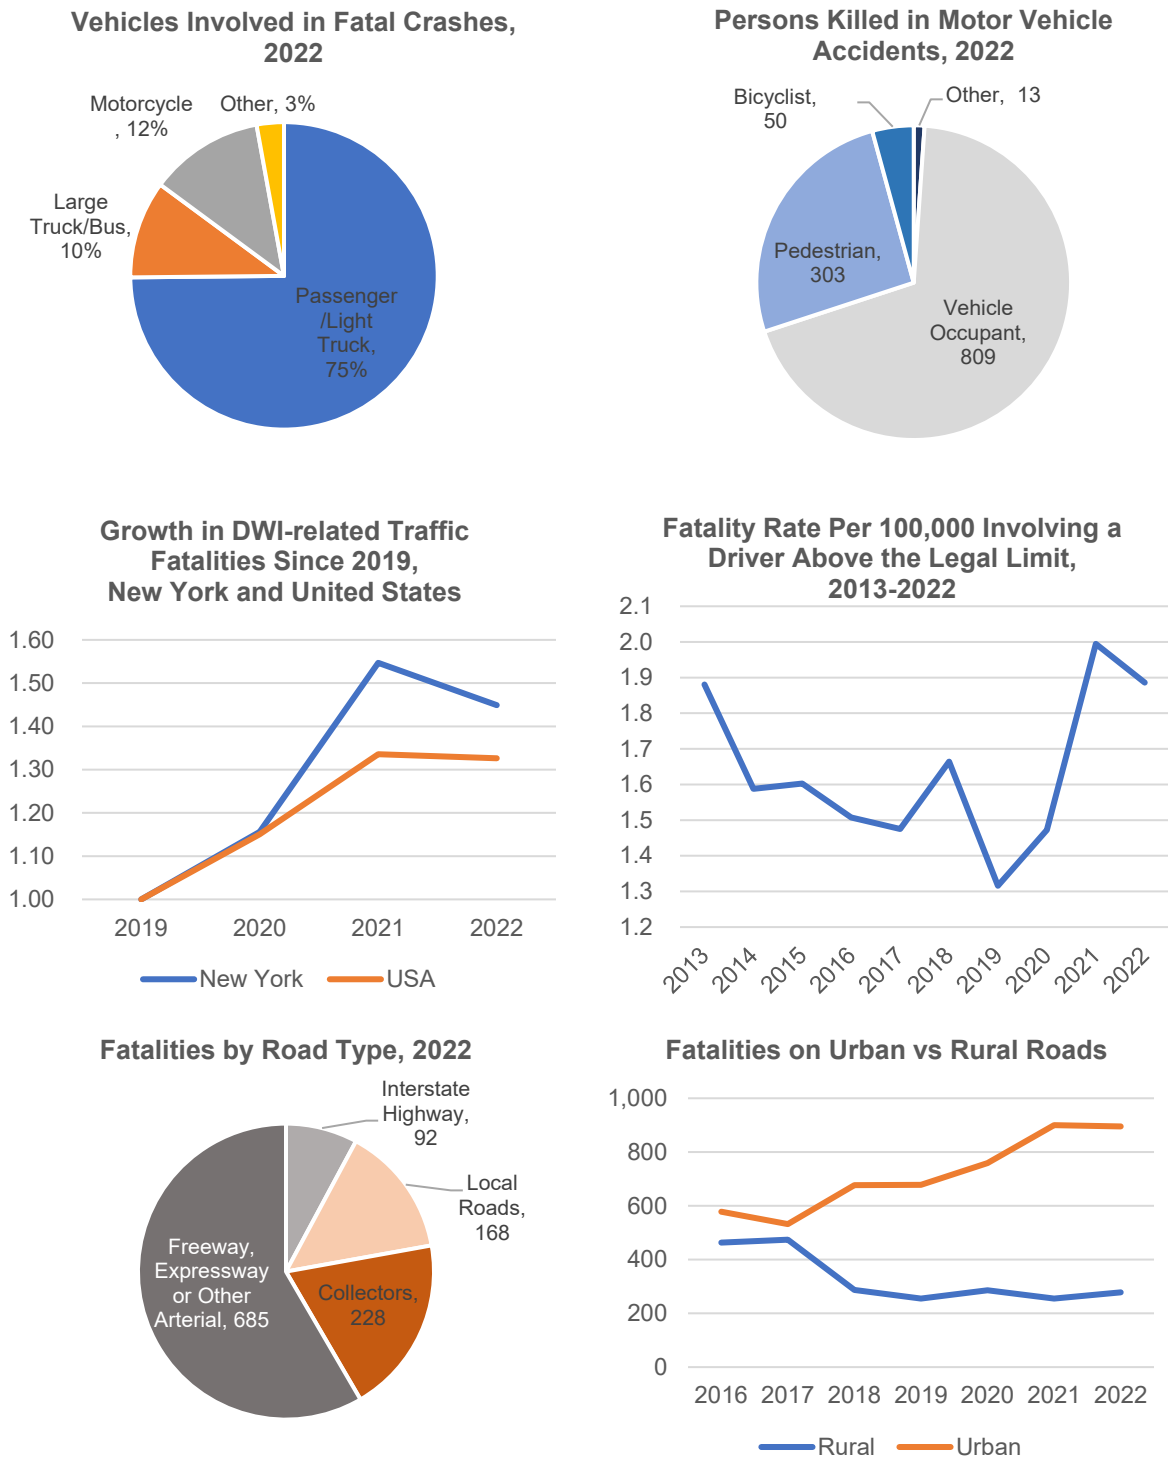 Vehicles Involved in Fatal Crashes,
2022
Motorcycle
, 12%
Other, 3%
Large
Truck/Bus,
10%
Passenger
/Light
Truck,
75%
Persons Killed in Motor Vehicle
Accidents, 2022
Bicyclist,
50
Other,  13
Pedestrian,
303
Vehicle
Occupant,
809
Growth in DWI-related Traffic
Fatalities Since 2019,
New York and United States
1.60
1.50
1.40
1.30
1.20
1.10
1.00
2019 2020 2021 2022
New York USA
Fatality Rate Per 100,000 Involving a
Driver Above the Legal Limit,
2013-2022
2.1
2.0
1.9
1.8
1.7
1.6
1.5
1.4
1.3
1.2
2013 2014 2015 2016 2017 2018 2019 2020 2021 2022
Fatalities by Road Type, 2022
Interstate
Highway,
92
Local
Roads,
168
Freeway,
Expressway
or Other
Arterial, 685
Collectors,
228
Fatalities on Urban vs Rural Roads
1,000
800
600
400
200
0
2016 2017 2018 2019 2020 2021 2022
Rural Urban